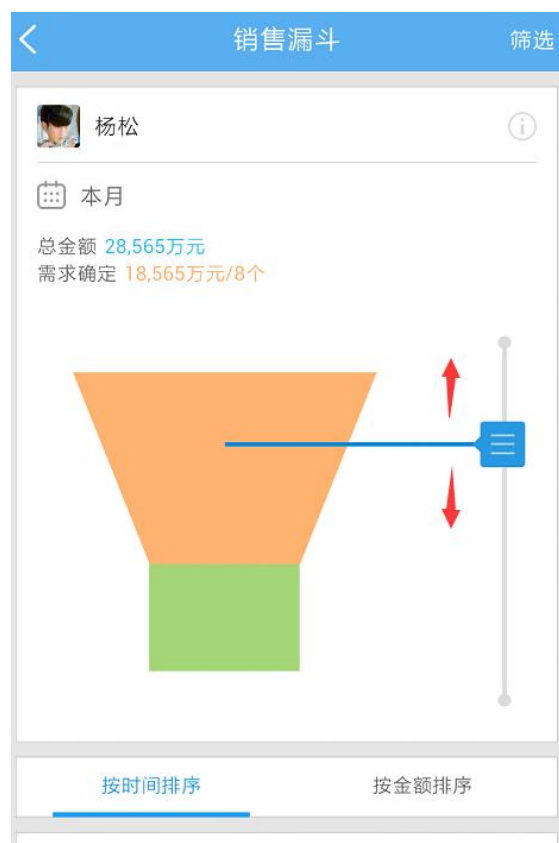 销售漏斗 筛选
杨松
本月
总金额 28,565万元
需求确定 18,565万元/8个
按时间排序 按金额排序